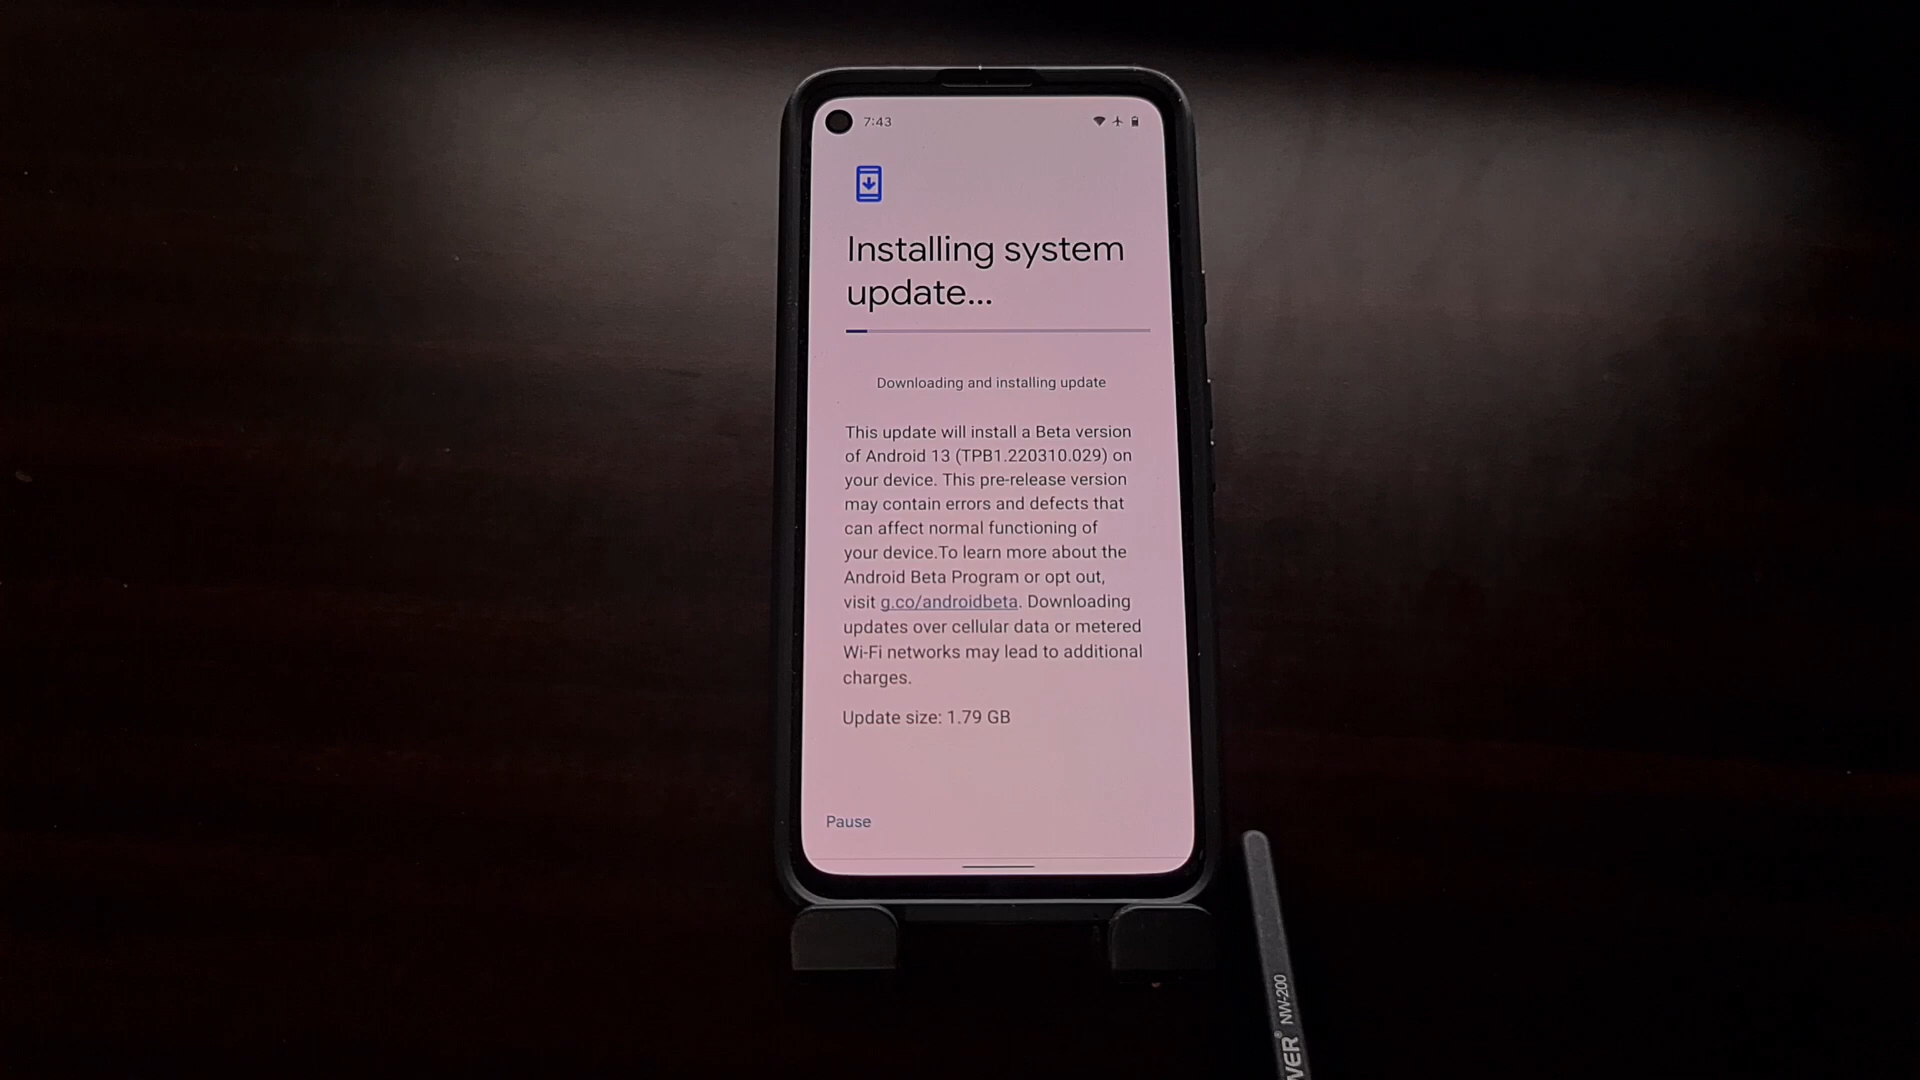 7:43
Installing system
update...
Downloading and installing update
This update will install a Beta version
of Android 13 (TPB1.220310.029) on
your device. This pre-release version
may contain errors and defects that
can affect normal functioning of
your device.To learn more about the
Android Beta Program or opt out,
visit g.co/androidbeta. Downloading
updates over cellular data or metered
Wi-Fi networks may lead to additional
charges.
Update size: 1.79 GB
Pause
VER® NW-200